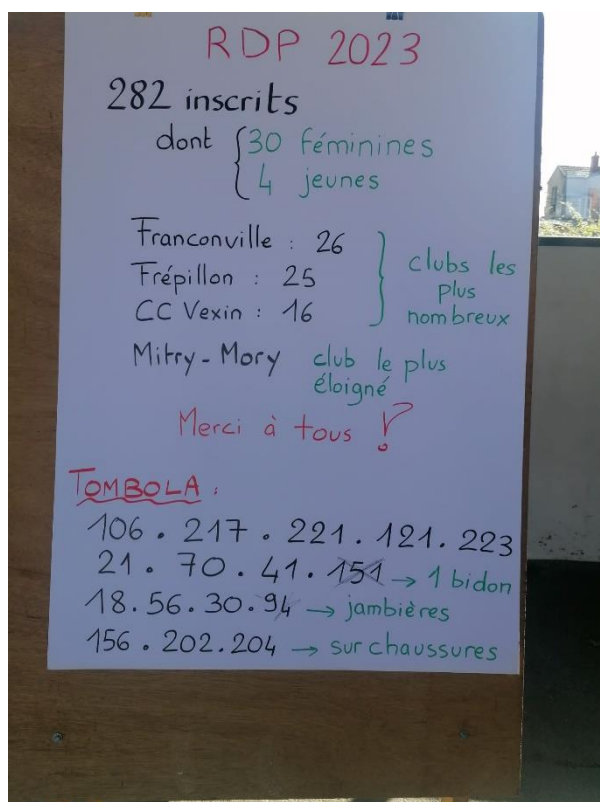 RDP 2023
282 inscrits
dont { 30 féminines
4 jeunes
Franconville : 26
Frépillon : 25
CC Vexin : 16
} clubs les
plus
nombreux
Mitry-Mory club le plus
éloigné
Merci à tous !
TOMBOLA :
106 . 217 . 221 . 121 . 223
21 . 70 . 41 . 151 → 1 bidon
18 . 56 . 30 . 94 → jambières
156 . 202 . 204 → sur chaussures